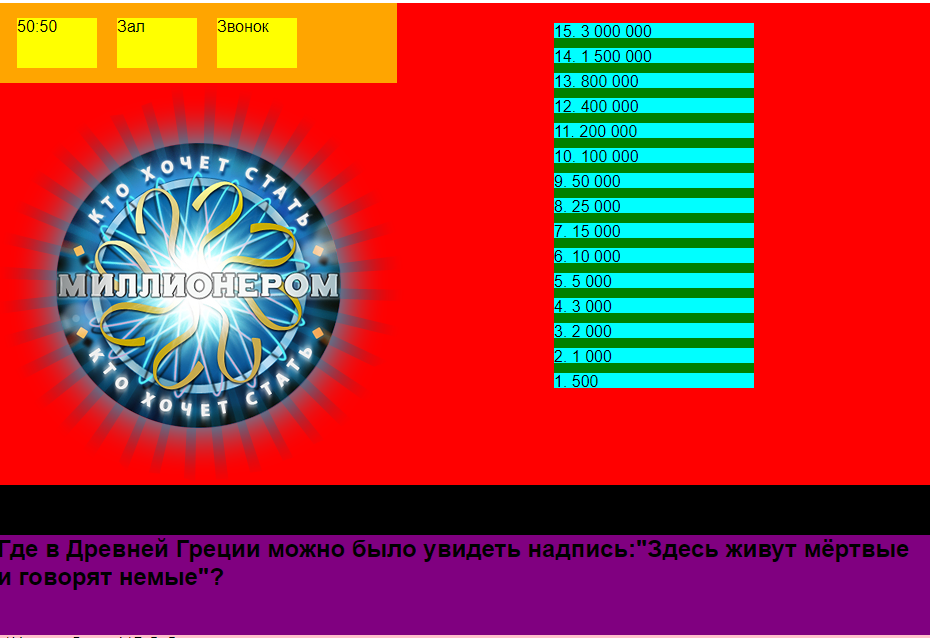 50:50
Зал
Звонок
КТО ХОЧЕТ СТАТЬ
МИЛЛИОНЕРОМ
КТО ХОЧЕТ СТАТЬ
15. 3 000 000
14. 1 500 000
13. 800 000
12. 400 000
11. 200 000
10. 100 000
9. 50 000
8. 25 000
7. 15 000
6. 10 000
5. 5 000
4. 3 000
3. 2 000
2. 1 000
1. 500
Где в Древней Греции можно было увидеть надпись:"Здесь живут мёртвые
и говорят немые"?